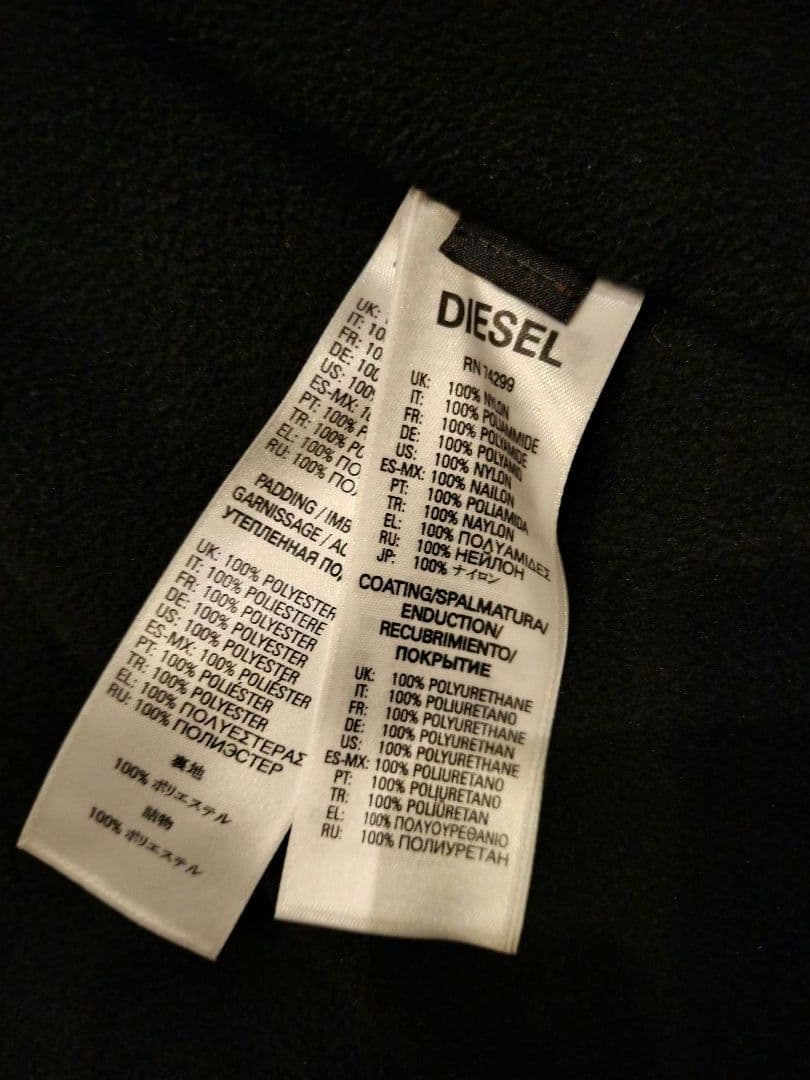 DIESEL
UK: 100% NYLON
IT: 100% POLIAMMIDE
FR: 100% POLYAMIDE
DE: 100% POLYAMID
US: 100% NYLON
ES-MX: 100% NAILON
PT: 100% POLIAMIDA
TR: 100% NAYLON
EL: 100% ΠΟΛΥΑΜΙΔΕΣ
RU: 100% НЕЙЛОН
JP: 100% ナイロン
COATING/SPALMATURA/
ENDUCTION/
RECUBRIMIENTO/
ПОКРЫТИЕ
UK: 100% POLYURETHANE
IT: 100% POLIURETANO
FR: 100% POLYURETHANE
DE: 100% POLYURETHAN
US: 100% POLYURETHANE
ES-MX: 100% POLIURETANO
PT: 100% POLIURETANO
TR: 100% POLIÜRETAN
EL: 100% ΠΟΛΥΟΥΡΕΘΑΝΙΟ
RU: 100% ПОЛИУРЕТАН
UK:
IT:
FR:
DE: 100
US: 100%
ES-MX:
PT: 100%
TR: 100%
EL: 100% ΠΟ
RU: 100% ПО
PADDING / IMB
GARNISSAGE /
УТЕПЛЕННАЯ ПО
UK: 100% POLYESTER
IT: 100% POLIESTERE
FR: 100% POLYESTER
DE: 100% POLYESTER
US: 100% POLYESTER
ES-MX: 100% POLIÉSTER
PT: 100% POLIÉSTER
TR: 100% POLYESTER
EL: 100% ΠΟΛΥΕΣΤΕΡΑΣ
RU: 100% ПОЛИЭСТЕР
裏地
100% ポリエステル
詰物
100% ポリエステル